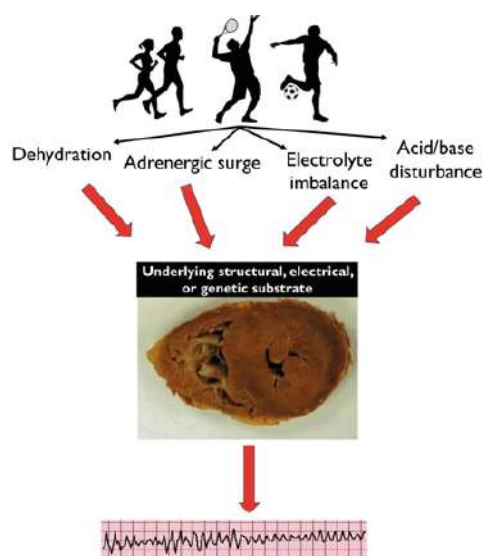 Dehydration
Adrenergic surge
Electrolyte
imbalance
Acid/base
disturbance
Underlying structural, electrical,
or genetic substrate